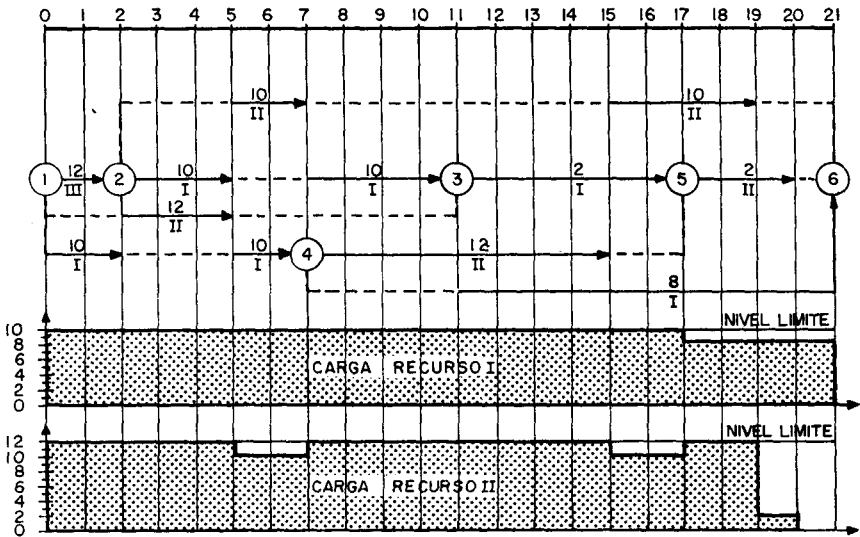 0 1 2 3 4 5 6 7 8 9 10 11 12 13 14 15 16 17 18 19 20 21
10 10
II II
1 12 2 10 10 3 2 5 2 6
III I I I II
12
II
10 10 4 12
I I II
8
I
NIVEL LIMITE
10
8
6
4
2
0
CARGA RECURSO I
NIVEL LIMITE
12
10
8
6
4
2
0
CARGA RECURSO II